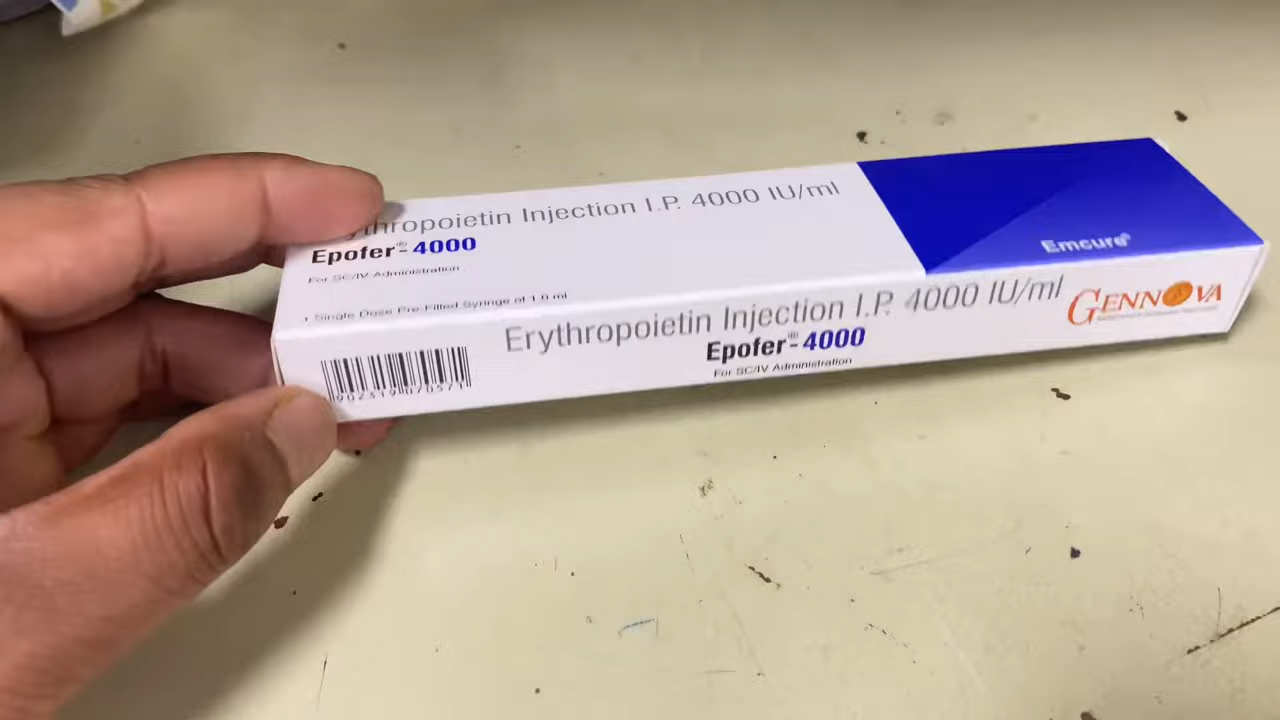 Erythropoietin Injection I.P. 4000 IU/ml
Epofer®-4000
For SC/IV Administration
1 Single Dose Pre-Filled Syringe of 1.0 ml
Emcure®
Erythropoietin Injection I.P. 4000 IU/ml
Epofer®-4000
For SC/IV Administration
GENNOVA
902319070571